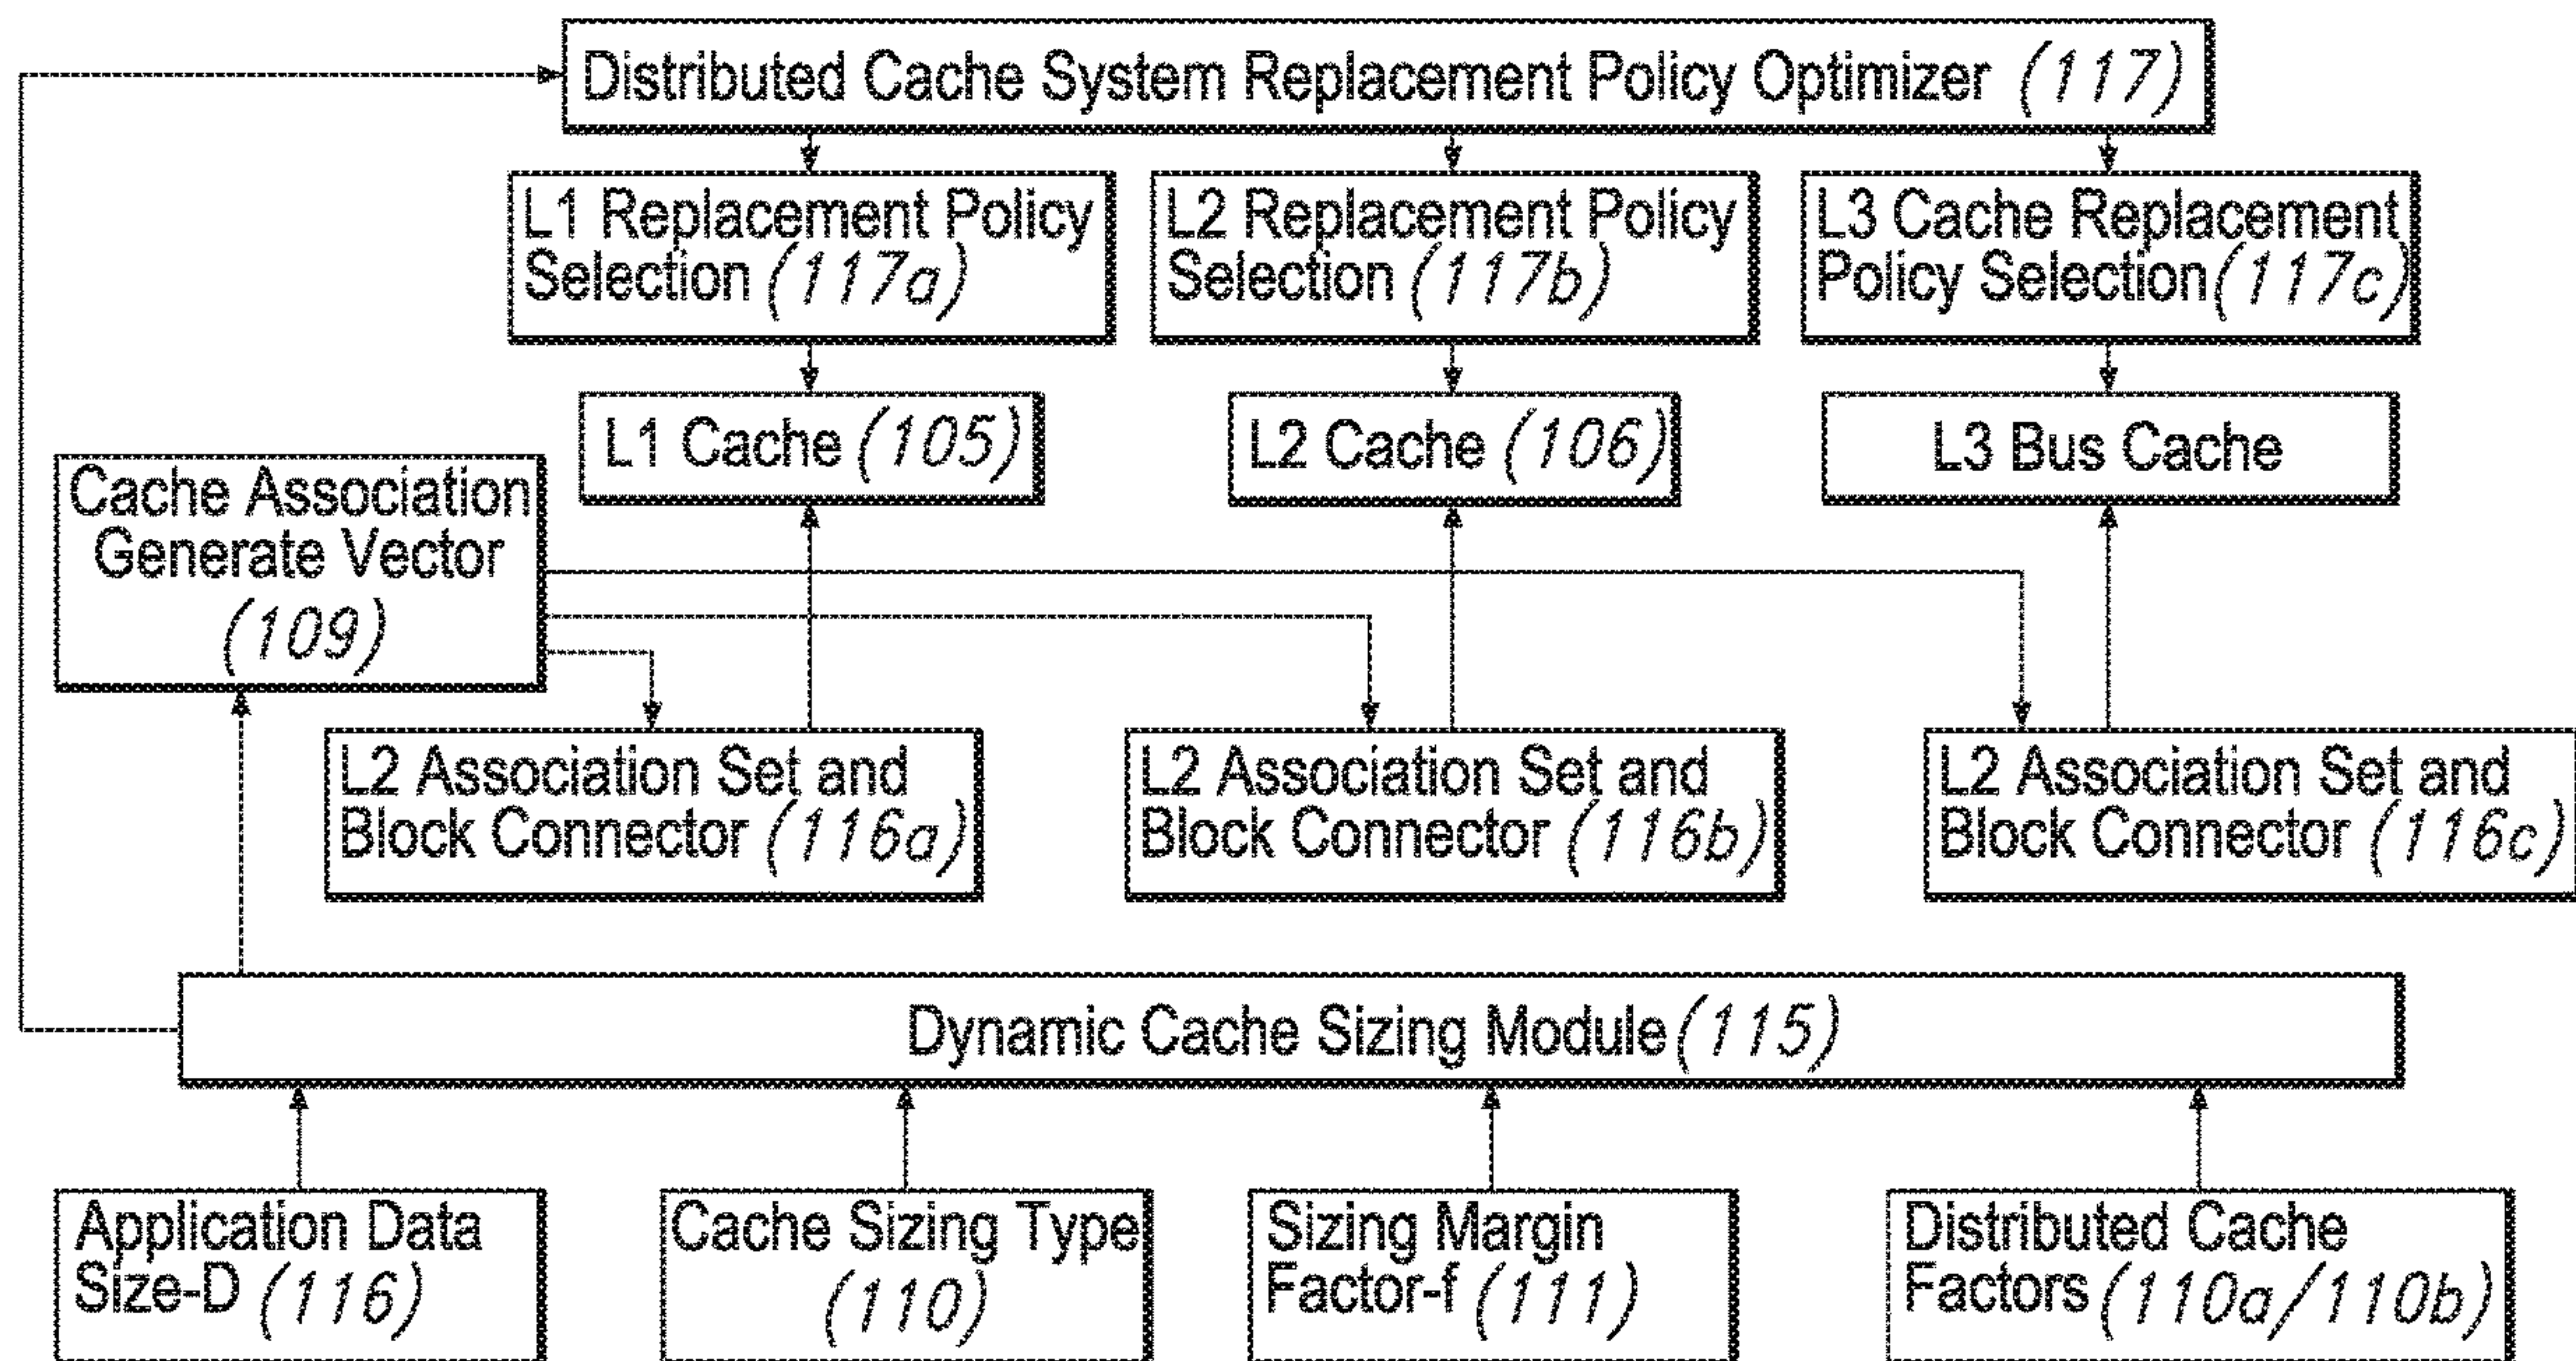 Distributed Cache System Replacement Policy Optimizer (117)
L1 Replacement Policy
Selection (117a)
L2 Replacement Policy
Selection (117b)
L3 Cache Replacement
Policy Selection (117c)
L1 Cache (105)
L2 Cache (106)
L3 Bus Cache
Cache Association
Generate Vector
(109)
L2 Association Set and
Block Connector (116a)
L2 Association Set and
Block Connector (116b)
L2 Association Set and
Block Connector (116c)
Dynamic Cache Sizing Module (115)
Application Data
Size-D (116)
Cache Sizing Type
(110)
Sizing Margin
Factor-f (111)
Distributed Cache
Factors (110a/110b)